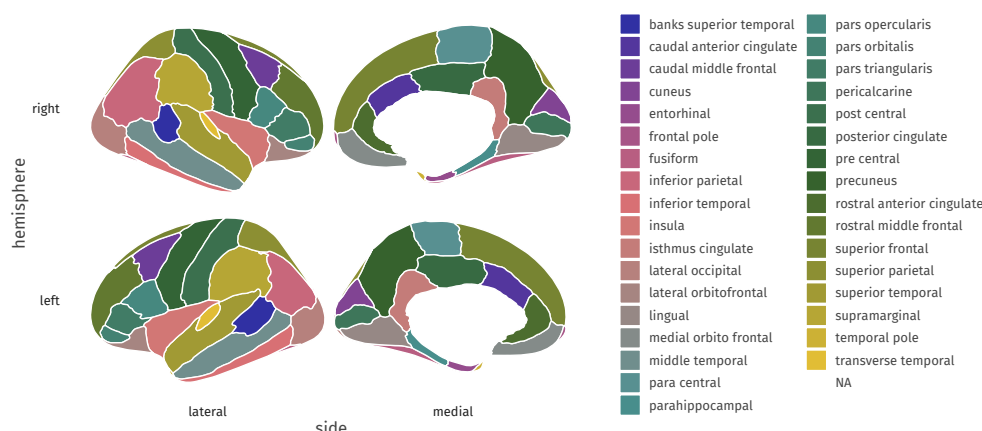 hemisphere
right
left
lateral
medial
side
banks superior temporal
caudal anterior cingulate
caudal middle frontal
cuneus
entorhinal
frontal pole
fusiform
inferior parietal
inferior temporal
insula
isthmus cingulate
lateral occipital
lateral orbitofrontal
lingual
medial orbito frontal
middle temporal
para central
parahippocampal
pars opercularis
pars orbitalis
pars triangularis
pericalcarine
post central
posterior cingulate
pre central
precuneus
rostral anterior cingulate
rostral middle frontal
superior frontal
superior parietal
superior temporal
supramarginal
temporal pole
transverse temporal
NA